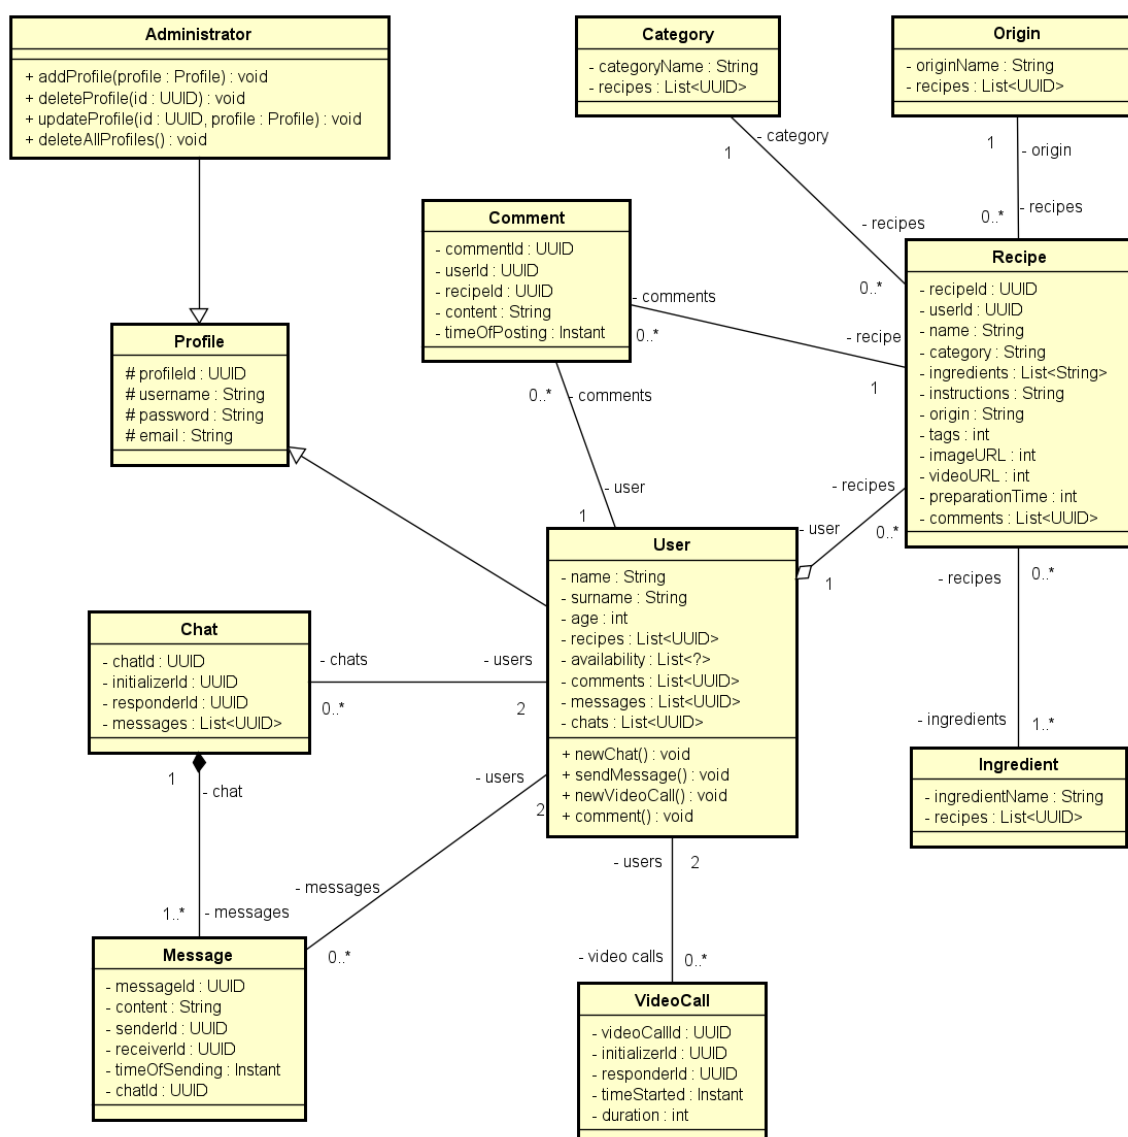 Administrator
+ addProfile(profile : Profile) : void
+ deleteProfile(id : UUID) : void
+ updateProfile(id : UUID, profile : Profile) : void
+ deleteAllProfiles() : void
Category
- categoryName : String
- recipes : List<UUID>
Origin
- originName : String
- recipes : List<UUID>
- category
1
1
- origin
- recipes
0..*
0..*
- recipes
Comment
- commentId : UUID
- userId : UUID
- recipeId : UUID
- content : String
- timeOfPosting : Instant
- comments
0..*
- recipe
1
Recipe
- recipeId : UUID
- userId : UUID
- name : String
- category : String
- ingredients : List<String>
- instructions : String
- origin : String
- tags : int
- imageURL : int
- videoURL : int
- preparationTime : int
- comments : List<UUID>
Profile
# profileId : UUID
# username : String
# password : String
# email : String
0..*
- comments
- user
1
- recipes
0..*
- user
1
User
- name : String
- surname : String
- age : int
- recipes : List<UUID>
- availability : List<?>
- comments : List<UUID>
- messages : List<UUID>
- chats : List<UUID>
+ newChat() : void
+ sendMessage() : void
+ newVideoCall() : void
+ comment() : void
- recipes
0..*
- ingredients
1..*
Ingredient
- ingredientName : String
- recipes : List<UUID>
Chat
- chatId : UUID
- initializerId : UUID
- responderId : UUID
- messages : List<UUID>
- chats
0..*
- users
2
1
- chat
- users
2
- messages
0..*
1..*
- messages
Message
- messageId : UUID
- content : String
- senderId : UUID
- receiverId : UUID
- timeOfSending : Instant
- chatId : UUID
- users
2
- video calls
0..*
VideoCall
- videoCallId : UUID
- initializerId : UUID
- responderId : UUID
- timeStarted : Instant
- duration : int